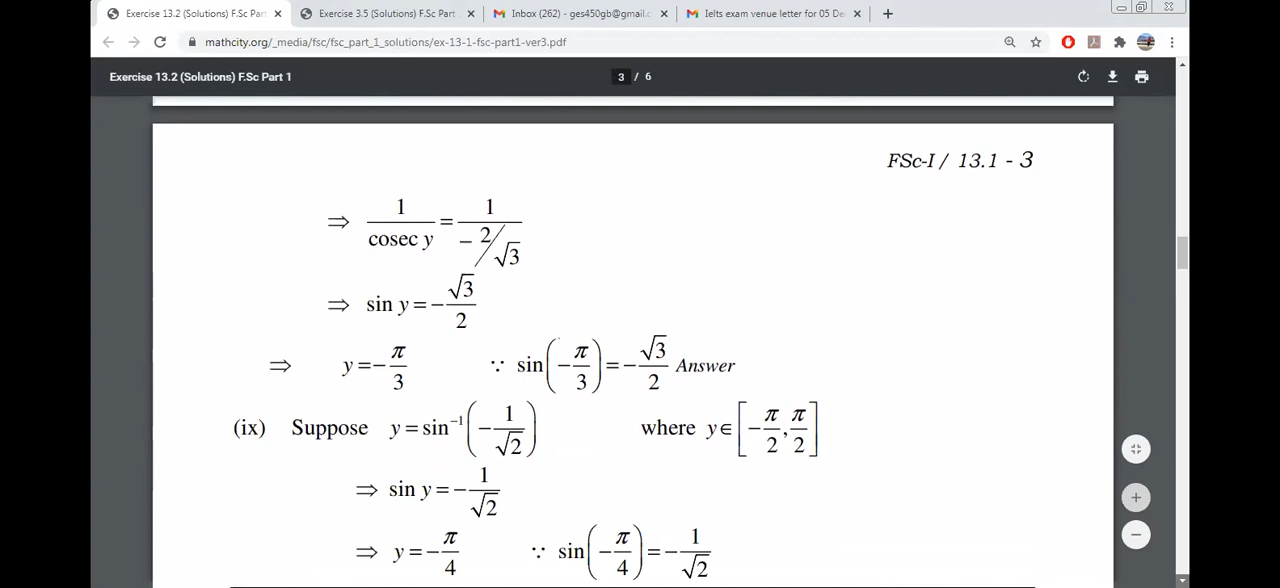 Exercise 13.2 (Solutions) F.Sc Part
Exercise 3.5 (Solutions) F.Sc Part
Inbox (262) - ges450gb@gmail.c
Ielts exam venue letter for 05 De
mathcity.org/_media/fsc/fsc_part_1_solutions/ex-13-1-fsc-part1-ver3.pdf
Exercise 13.2 (Solutions) F.Sc Part 1
3 / 6
FSc-I / 13.1 - 3
⇒ 1/cosec y = 1/(−2/√3)
⇒ sin y = −√3/2
⇒ y = −π/3 ∵ sin(−π/3) = −√3/2 Answer
(ix) Suppose y = sin⁻¹(−1/√2) where y ∈ [−π/2, π/2]
⇒ sin y = −1/√2
⇒ y = −π/4 ∵ sin(−π/4) = −1/√2